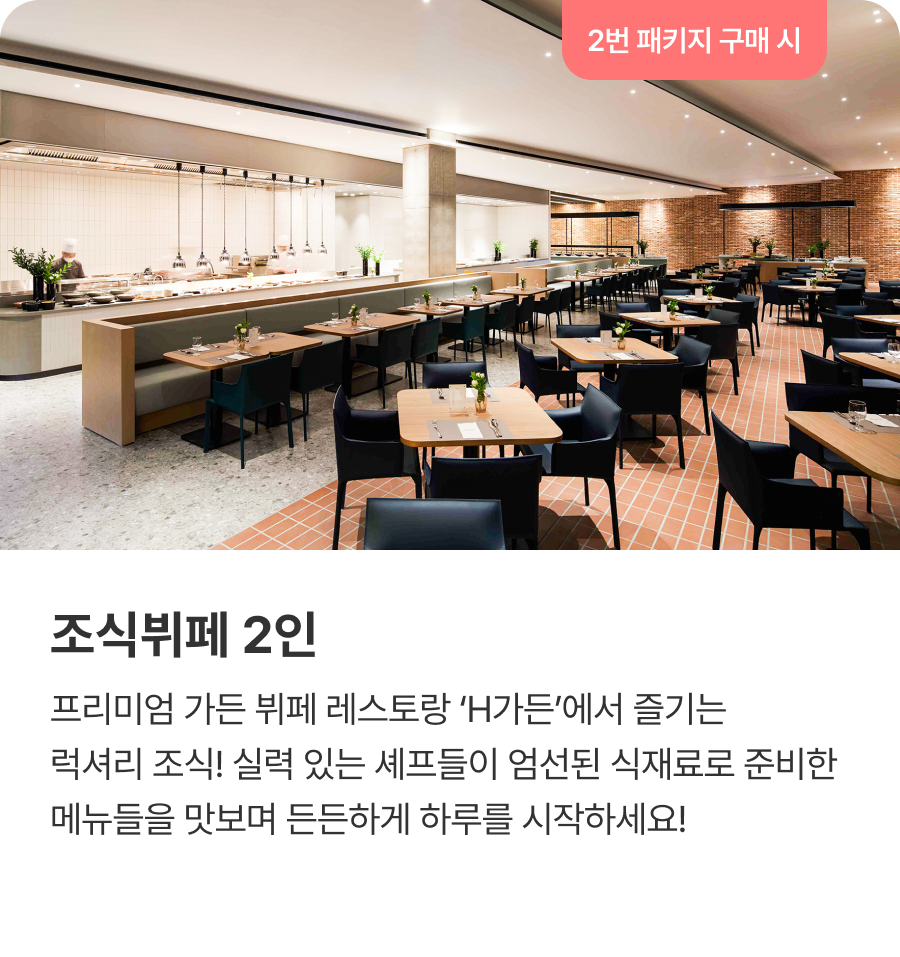 2번 패키지 구매 시
조식뷔페 2인
프리미엄 가든 뷔페 레스토랑 ‘H가든’에서 즐기는
럭셔리 조식! 실력 있는 셰프들이 엄선된 식재료로 준비한
메뉴들을 맛보며 든든하게 하루를 시작하세요!